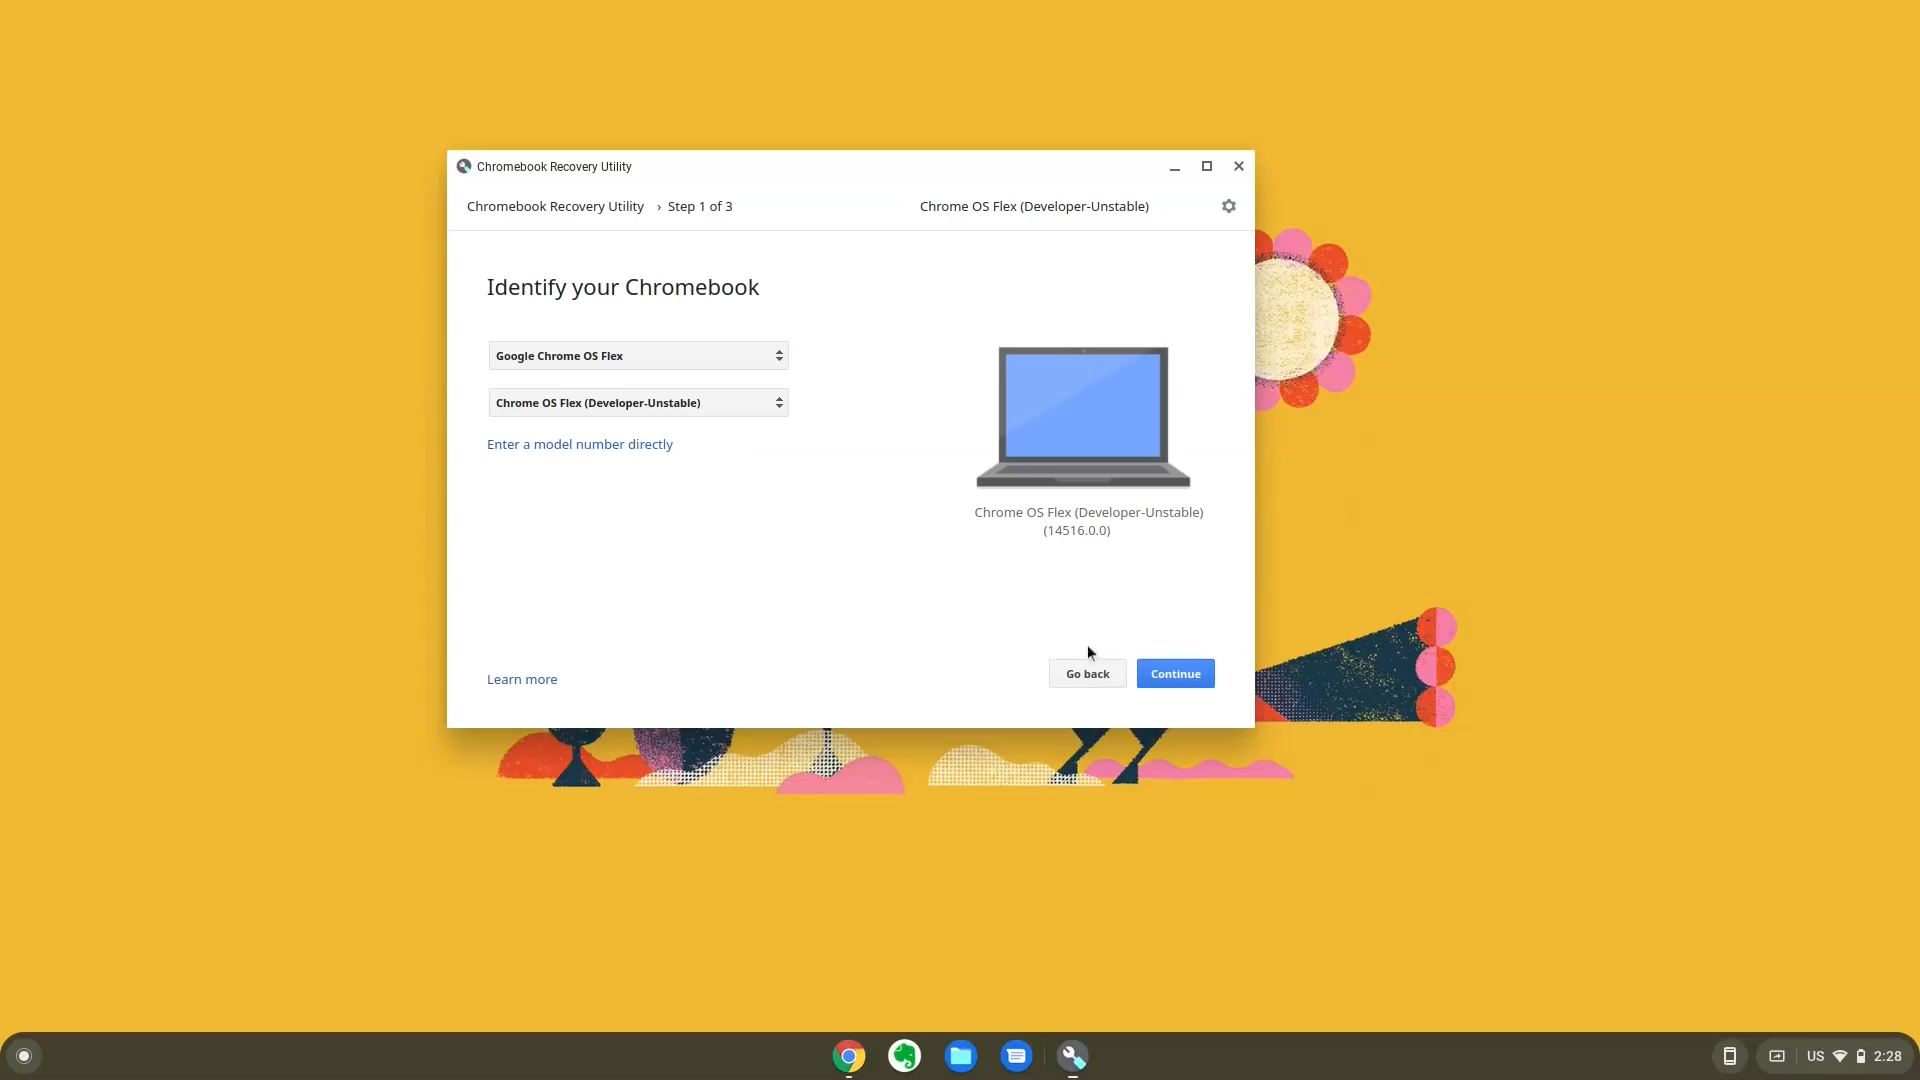 Chromebook Recovery Utility
Chromebook Recovery Utility › Step 1 of 3
Chrome OS Flex (Developer-Unstable)
Identify your Chromebook
Google Chrome OS Flex
Chrome OS Flex (Developer-Unstable)
Enter a model number directly
Chrome OS Flex (Developer-Unstable)
(14516.0.0)
Learn more
Go back
Continue
US
2:28